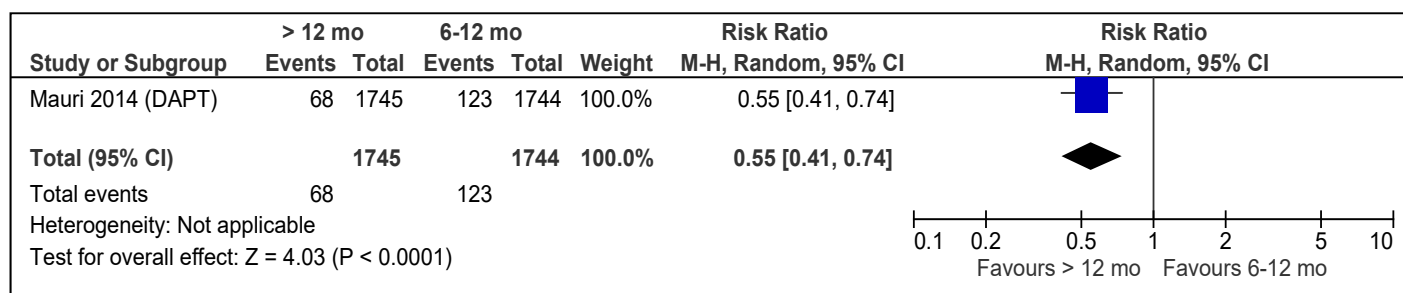 > 12 mo 6-12 mo Risk Ratio Risk Ratio
Study or Subgroup Events Total Events Total Weight M-H, Random, 95% CI M-H, Random, 95% CI
Mauri 2014 (DAPT) 68 1745 123 1744 100.0% 0.55 [0.41, 0.74]
Total (95% CI) 1745 1744 100.0% 0.55 [0.41, 0.74]
Total events 68 123
Heterogeneity: Not applicable
Test for overall effect: Z = 4.03 (P < 0.0001)
0.1 0.2 0.5 1 2 5 10
Favours > 12 mo Favours 6-12 mo